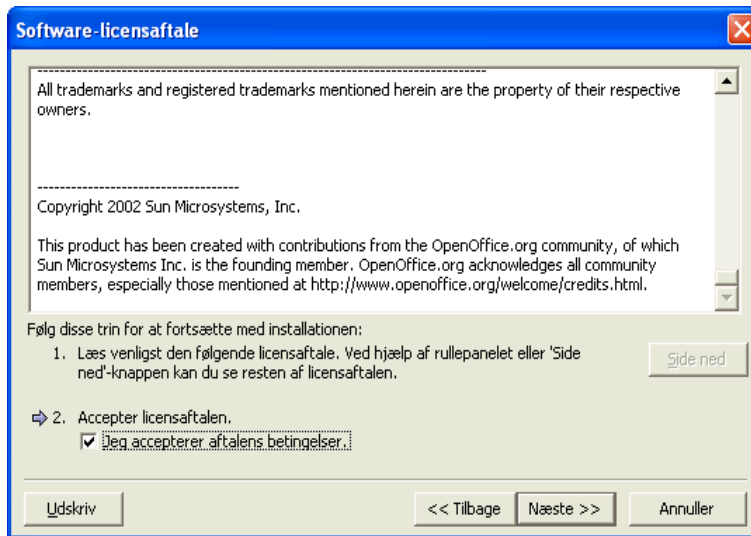 Software-licensaftale
--------------------------------------------------------------------------------
All trademarks and registered trademarks mentioned herein are the property of their respective
owners.
------------------------------------
Copyright 2002 Sun Microsystems, Inc.
This product has been created with contributions from the OpenOffice.org community, of which
Sun Microsystems Inc. is the founding member. OpenOffice.org acknowledges all community
members, especially those mentioned at http://www.openoffice.org/welcome/credits.html.
Følg disse trin for at fortsætte med installationen:
1. Læs venligst den følgende licensaftale. Ved hjælp af rullepanelet eller 'Side
ned'-knappen kan du se resten af licensaftalen.
Side ned
2. Accepter licensaftalen.
Jeg accepterer aftalens betingelser.
Udskriv
<< Tilbage
Næste >>
Annuller